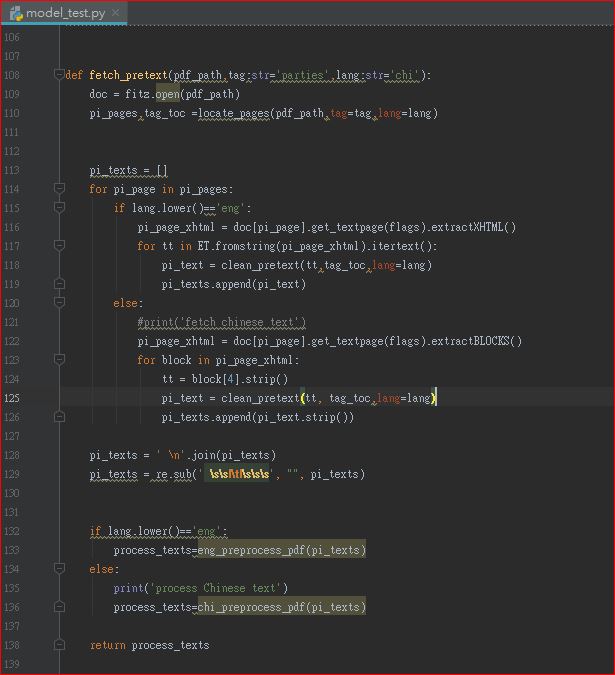 model_test.py
106
107
108 def fetch_pretext(pdf_path,tag:str='parties',lang:str='chi'):
109 doc = fitz.open(pdf_path)
110 pi_pages,tag_toc =locate_pages(pdf_path,tag=tag,lang=lang)
111
112
113 pi_texts = []
114 for pi_page in pi_pages:
115 if lang.lower()=='eng':
116 pi_page_xhtml = doc[pi_page].get_textpage(flags).extractXHTML()
117 for tt in ET.fromstring(pi_page_xhtml).itertext():
118 pi_text = clean_pretext(tt,tag_toc,lang=lang)
119 pi_texts.append(pi_text)
120 else:
121 #print('fetch chinese text')
122 pi_page_xhtml = doc[pi_page].get_textpage(flags).extractBLOCKS()
123 for block in pi_page_xhtml:
124 tt = block[4].strip()
125 pi_text = clean_pretext(tt, tag_toc,lang=lang)
126 pi_texts.append(pi_text.strip())
127
128 pi_texts = ' \n'.join(pi_texts)
129 pi_texts = re.sub(' \s\s|\t|\s\s\s', "", pi_texts)
130
131
132 if lang.lower()=='eng':
133 process_texts=eng_preprocess_pdf(pi_texts)
134 else:
135 print('process Chinese text')
136 process_texts=chi_preprocess_pdf(pi_texts)
137
138 return process_texts
139